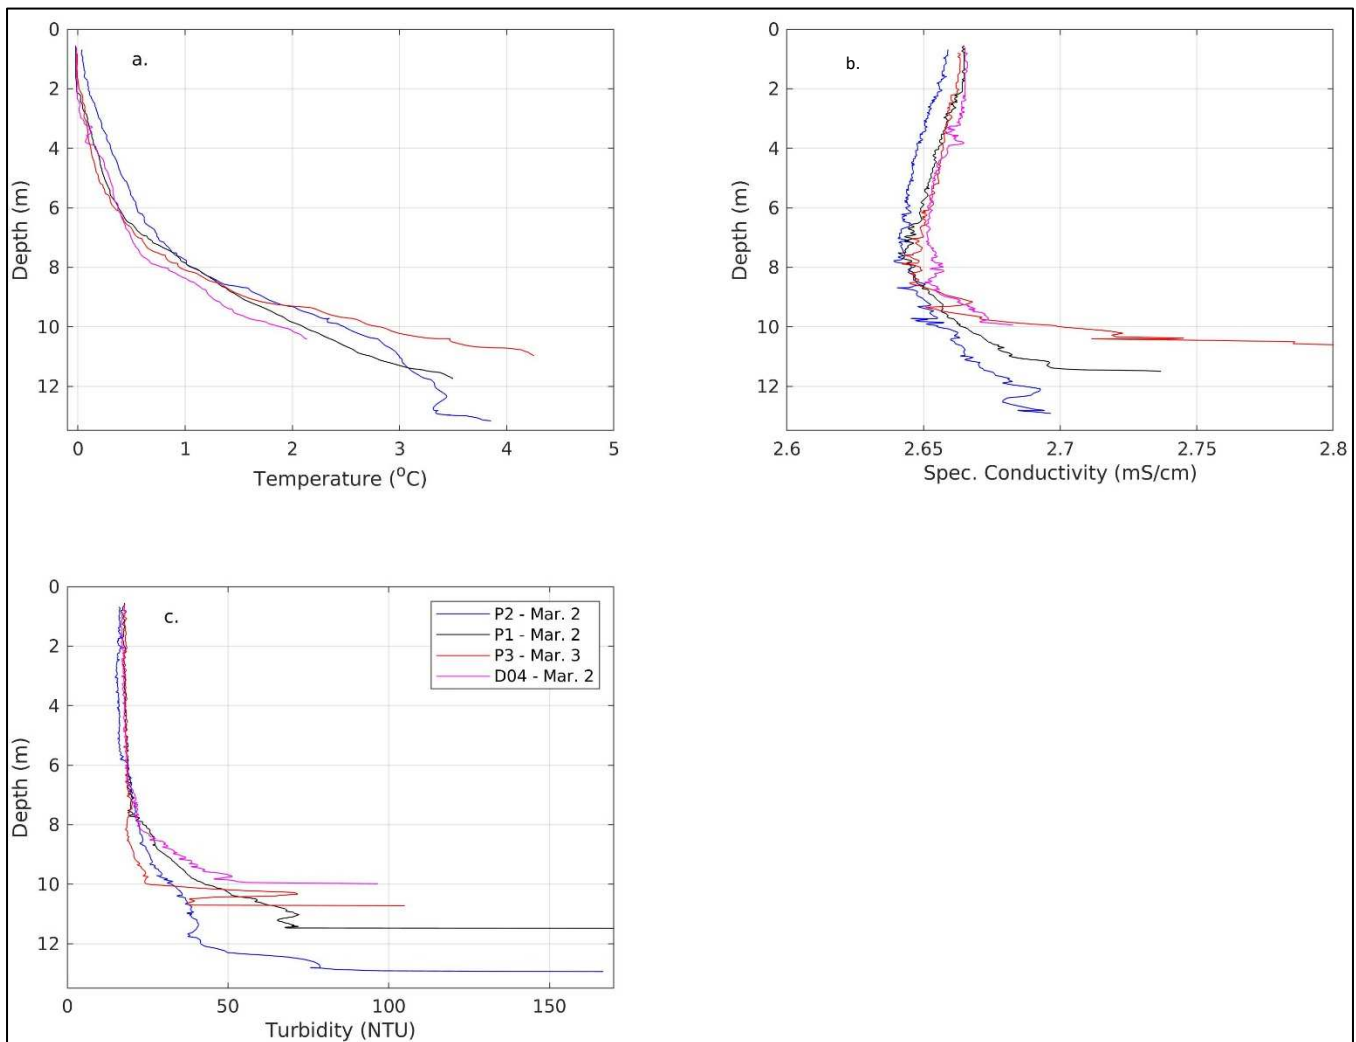 a.
0
2
4
6
8
10
12
Depth (m)
0 1 2 3 4 5
Temperature (°C)
b.
0
2
4
6
8
10
12
Depth (m)
2.6 2.65 2.7 2.75 2.8
Spec. Conductivity (mS/cm)
c.
0
2
4
6
8
10
12
Depth (m)
0 50 100 150
Turbidity (NTU)
P2 - Mar. 2
P1 - Mar. 2
P3 - Mar. 3
D04 - Mar. 2